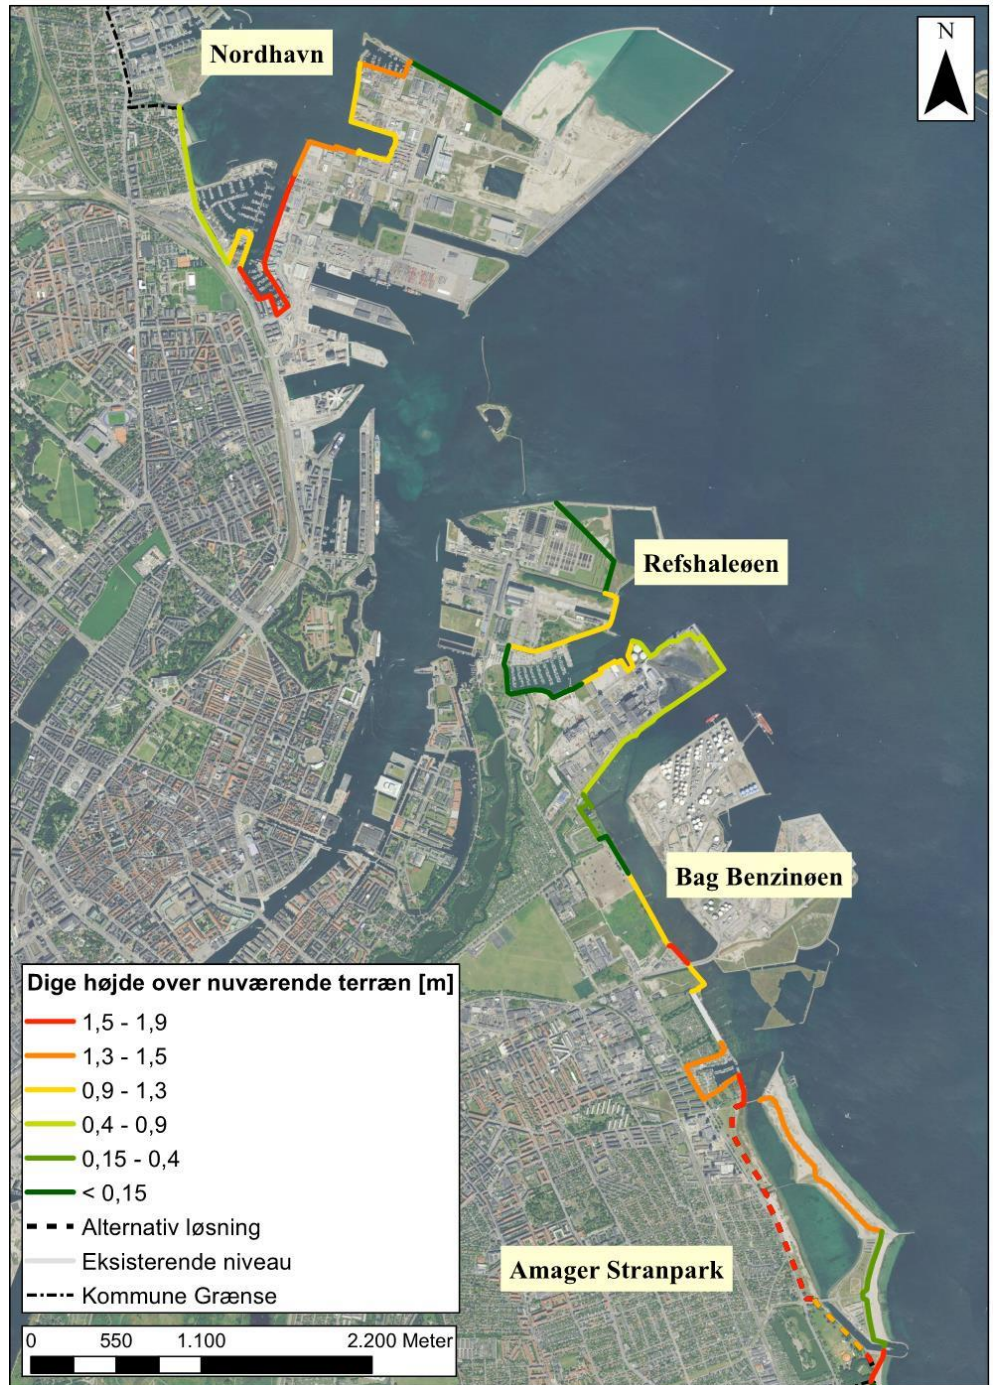 Nordhavn
N
Refshaleøen
Bag Benzinøen
Amager Stranpark
Dige højde over nuværende terræn [m]
1,5 - 1,9
1,3 - 1,5
0,9 - 1,3
0,4 - 0,9
0,15 - 0,4
< 0,15
Alternativ løsning
Eksisterende niveau
Kommune Grænse
0 550 1.100 2.200 Meter